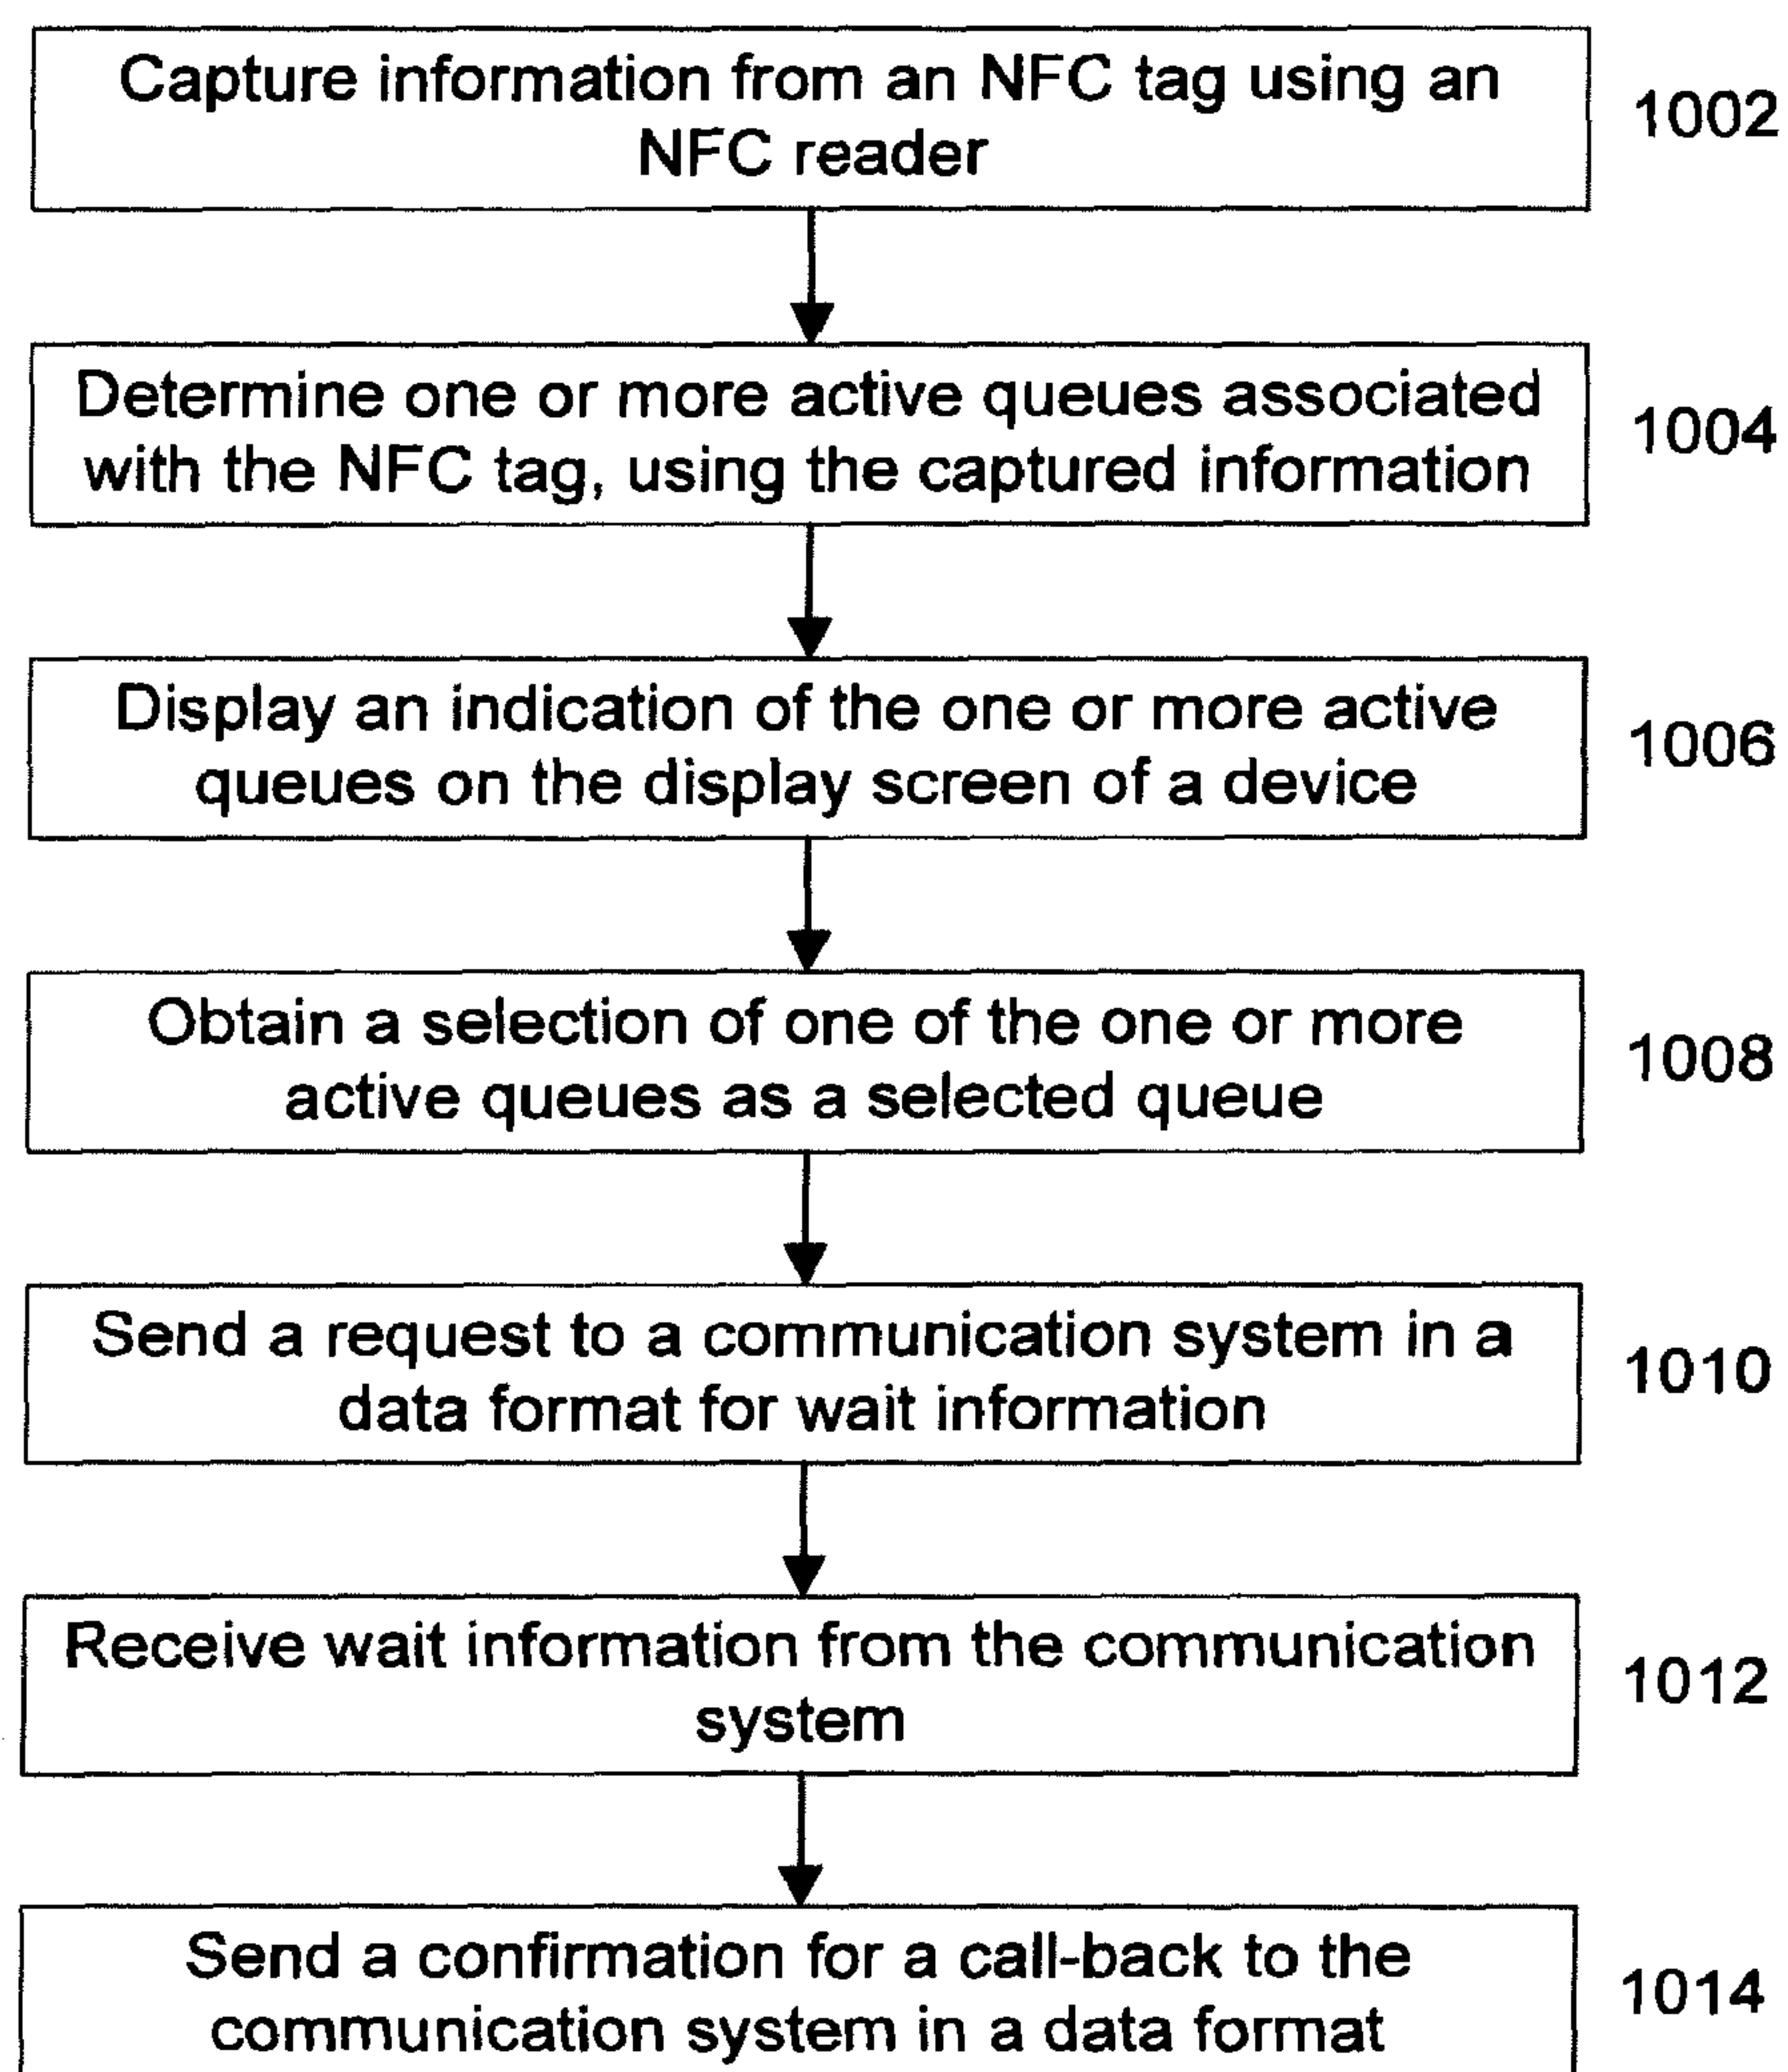 Capture information from an NFC tag using an
NFC reader
1002
Determine one or more active queues associated
with the NFC tag, using the captured information
1004
Display an indication of the one or more active
queues on the display screen of a device
1006
Obtain a selection of one of the one or more
active queues as a selected queue
1008
Send a request to a communication system in a
data format for wait information
1010
Receive wait information from the communication
system
1012
Send a confirmation for a call-back to the
communication system in a data format
1014